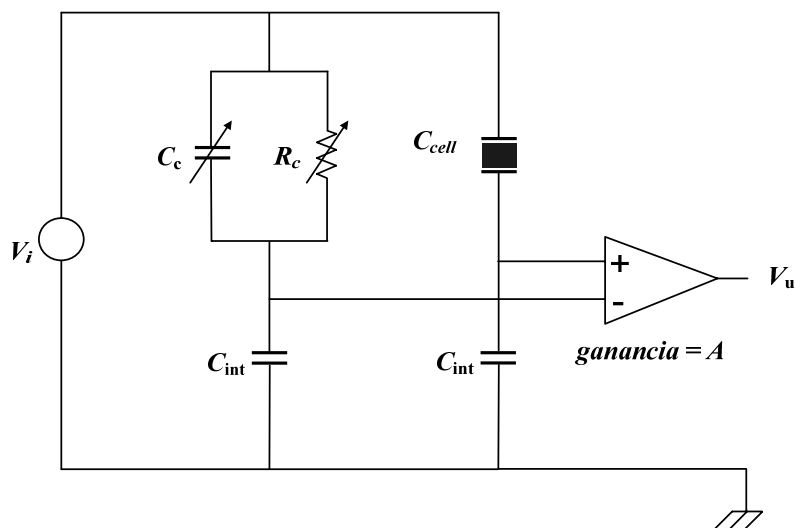 C_c
R_c
C_cell
V_i
+
-
V_u
C_int
C_int
ganancia = A